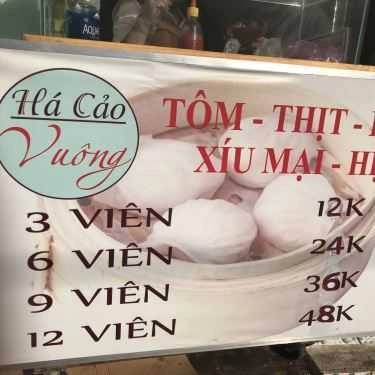 Há Cảo
Vuông
TÔM - THỊT -
XÍU MẠI -
3 VIÊN 12K
6 VIÊN 24K
9 VIÊN 36K
12 VIÊN 48K